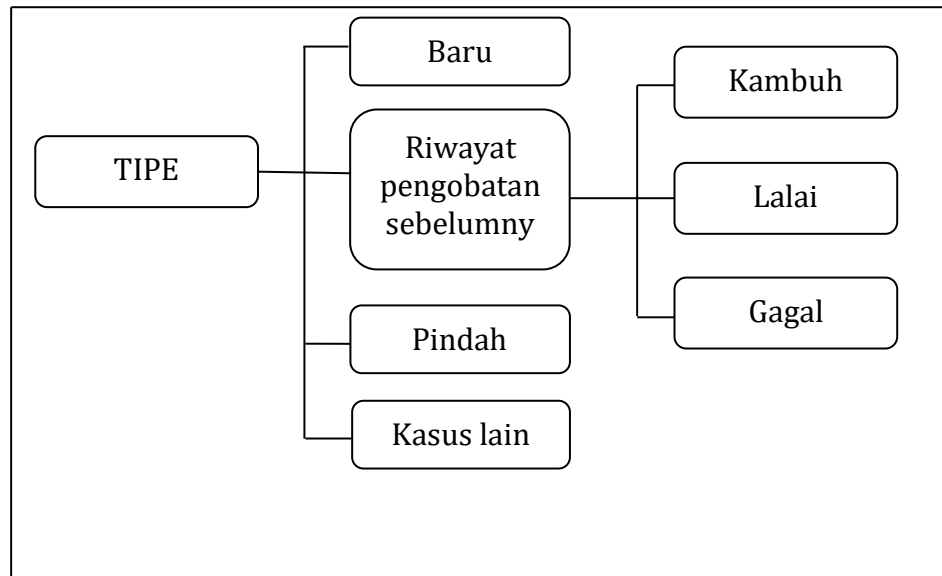 TIPE
Baru
Riwayat
pengobatan
sebelumny
Pindah
Kasus lain
Kambuh
Lalai
Gagal